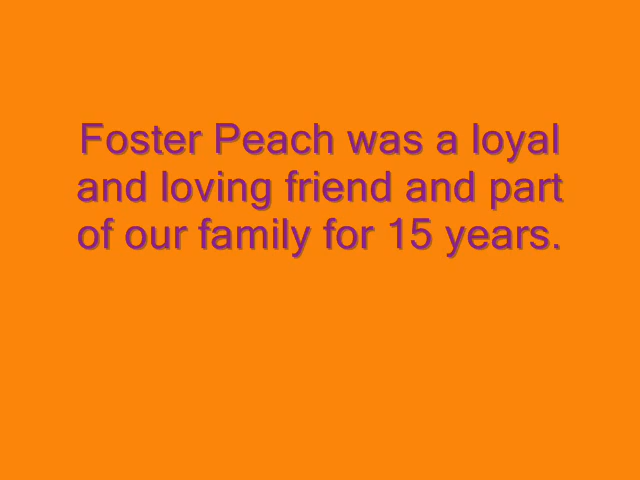 Foster Peach was a loyal
and loving friend and part
of our family for 15 years.